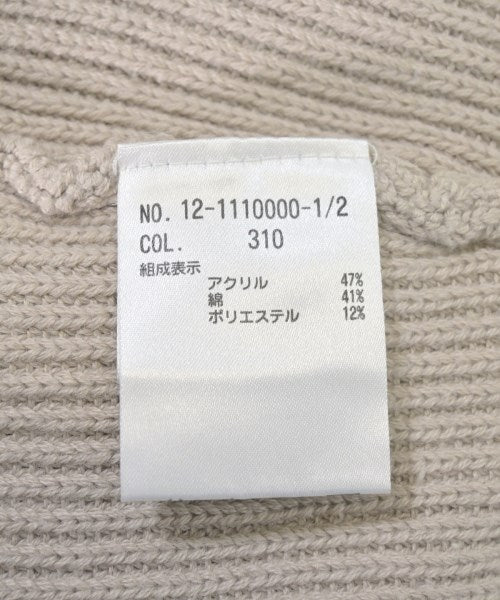 NO. 12-1110000-1/2
COL. 310
組成表示
アクリル 47%
綿 41%
ポリエステル 12%